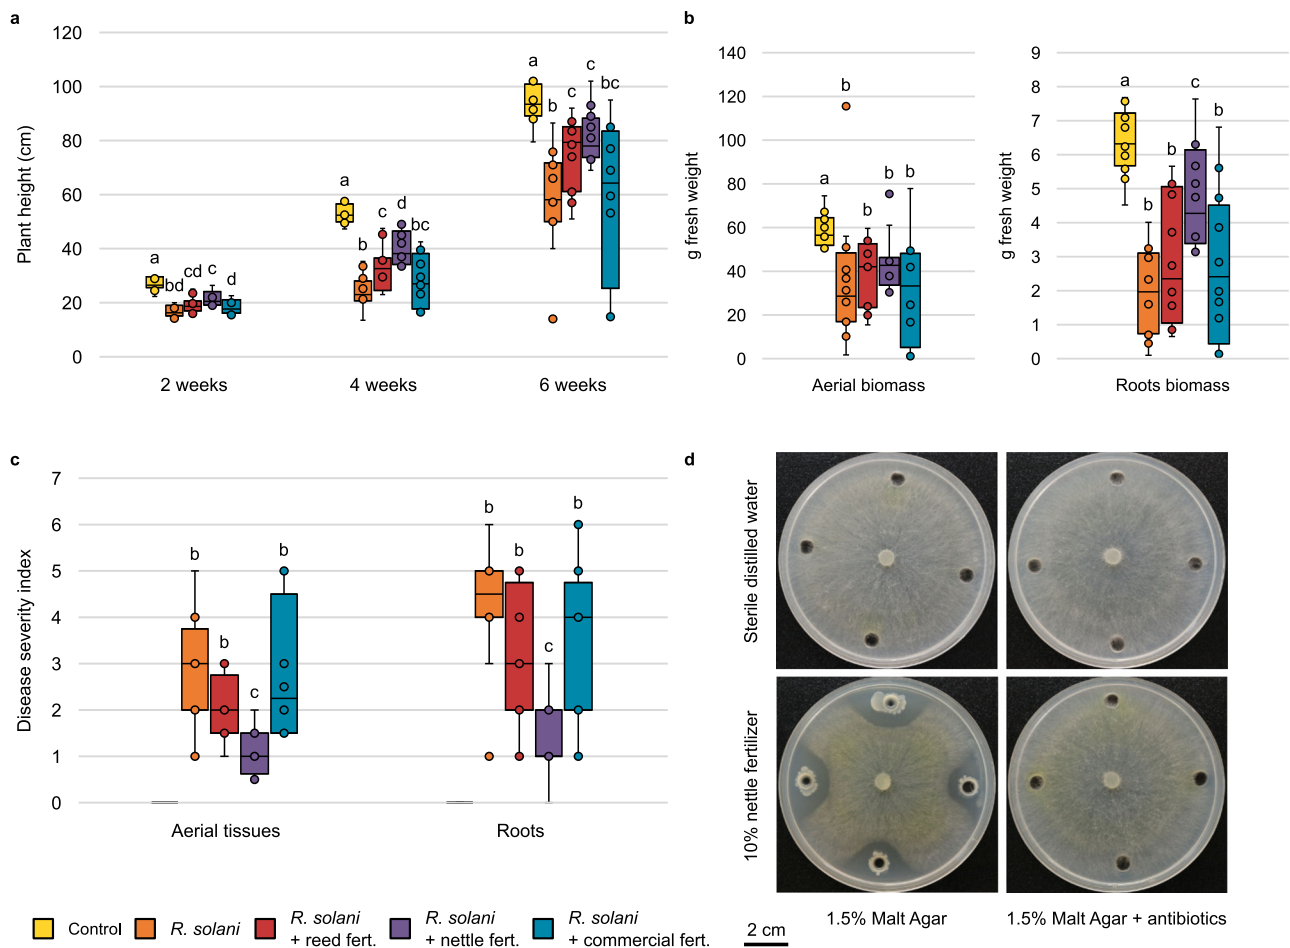 a
120
100
80
60
40
20
0
Plant height (cm)
a
bd
cd
c
d
a
b
c
d
bc
a
b
c
c
bc
2 weeks
4 weeks
6 weeks
b
140
120
100
80
60
40
20
0
g fresh weight
a
b
b
b
b
Aerial biomass
9
8
7
6
5
4
3
2
1
0
g fresh weight
a
b
b
c
b
Roots biomass
c
7
6
5
4
3
2
1
0
Disease severity index
b
b
c
b
b
b
c
b
Aerial tissues
Roots
d
Sterile distilled water
10% nettle fertilizer
1.5% Malt Agar
1.5% Malt Agar + antibiotics
2 cm
Control
R. solani
R. solani
+ reed fert.
R. solani
+ nettle fert.
R. solani
+ commercial fert.